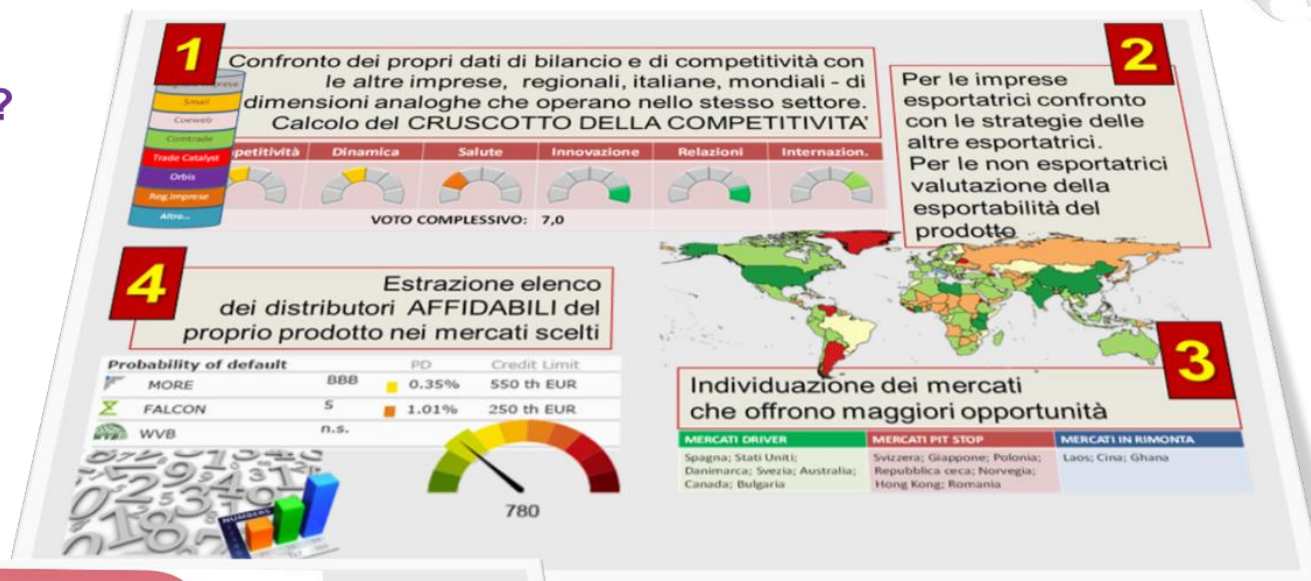 ?
1
Confronto dei propri dati di bilancio e di competitività con
le altre imprese, regionali, italiane, mondiali - di
dimensioni analoghe che operano nello stesso settore.
Calcolo del CRUSCOTTO DELLA COMPETITIVITA'
Smail
Coeweb
Comtrade
Trade Catalyst
Orbis
Reg.imprese
Altro...
petitività Dinamica Salute Innovazione Relazioni Internazion.
VOTO COMPLESSIVO: 7,0
2
Per le imprese
esportatrici confronto
con le strategie delle
altre esportatrici.
Per le non esportatrici
valutazione della
esportabilità del
prodotto
3
Individuazione dei mercati
che offrono maggiori opportunità
MERCATI DRIVER MERCATI PIT STOP MERCATI IN RIMONTA
Spagna; Stati Uniti;
Danimarca; Svezia; Australia;
Canada; Bulgaria
Svizzera; Giappone; Polonia;
Repubblica ceca; Norvegia;
Hong Kong; Romania
Laos; Cina; Ghana
4
Estrazione elenco
dei distributori AFFIDABILI del
proprio prodotto nei mercati scelti
Probability of default PD Credit Limit
MORE BBB 0.35% 550 th EUR
FALCON 5 1.01% 250 th EUR
WVB n.s.
780
NUMBERS